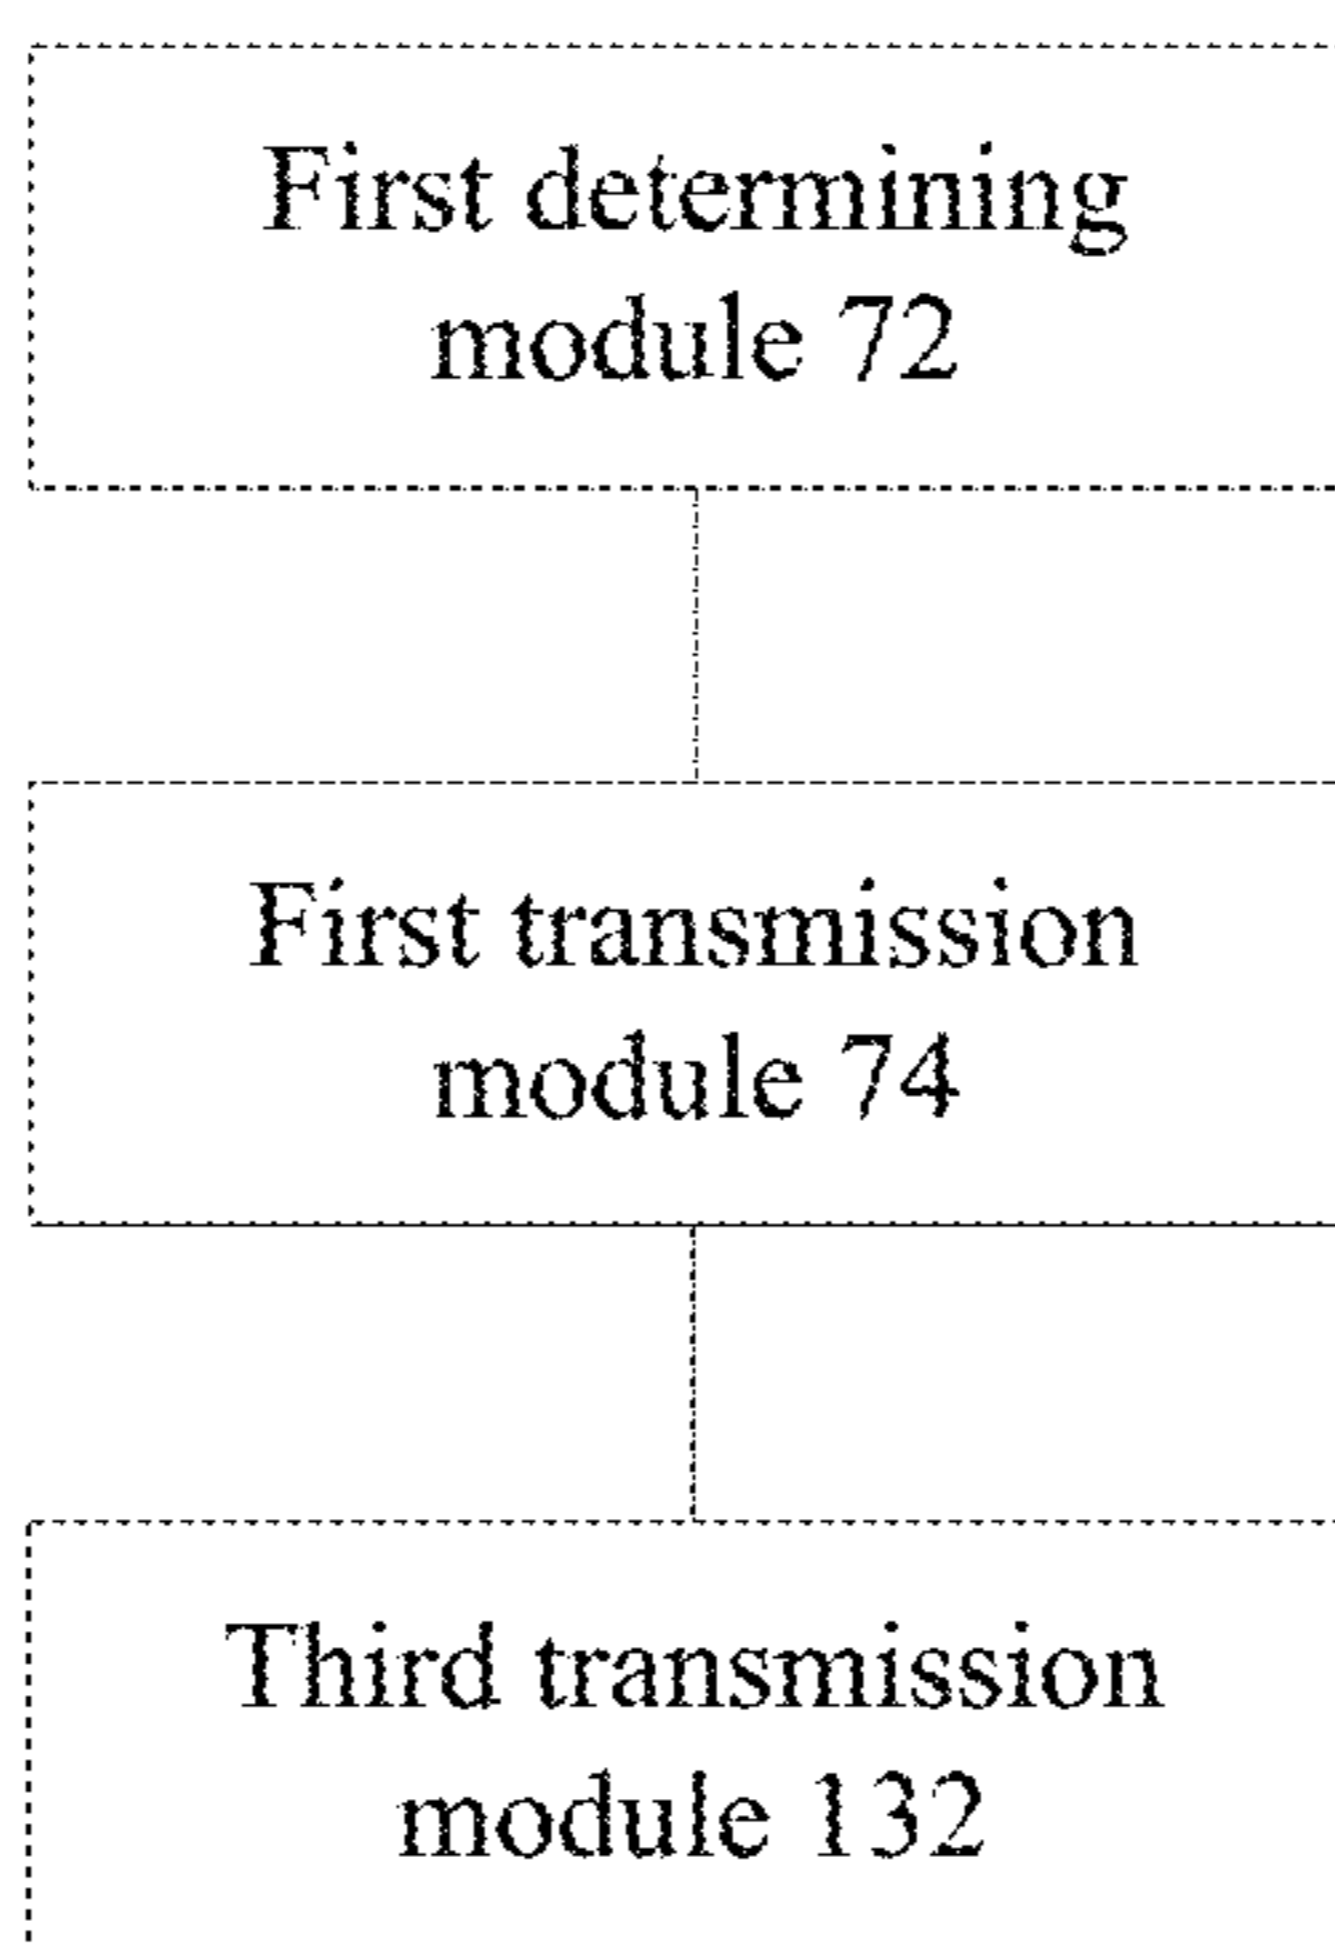 First determining
module 72
First transmission
module 74
Third transmission
module 132